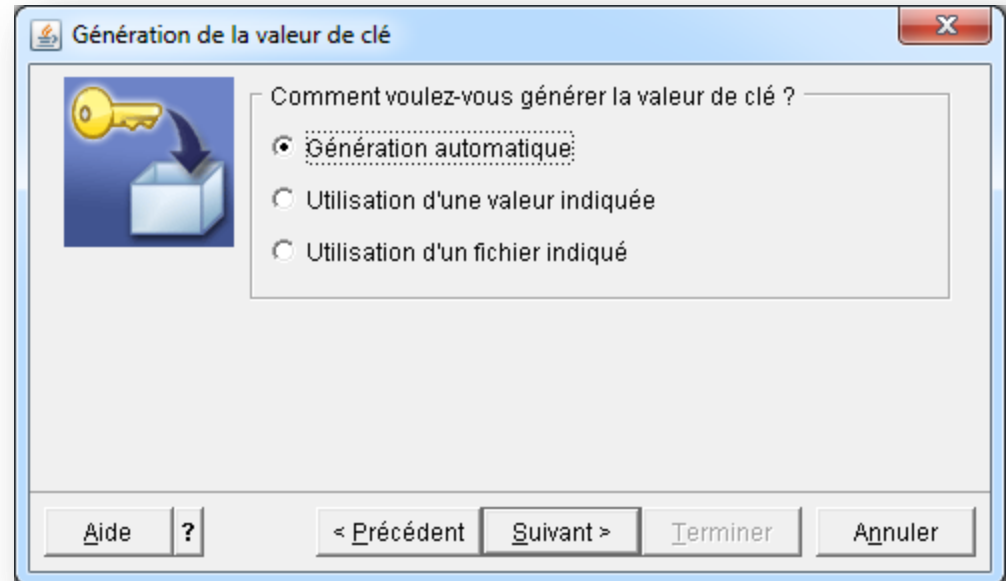 Génération de la valeur de clé
Comment voulez-vous générer la valeur de clé ?
Génération automatique
Utilisation d'une valeur indiquée
Utilisation d'un fichier indiqué
Aide ? < Précédent Suivant > Terminer Annuler